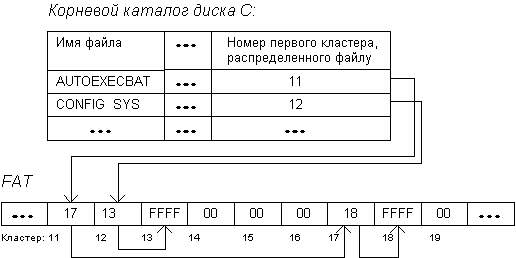 Корневой каталог диска C:
Имя файла ... Номер первого кластера,
распределенного файлу
AUTOEXECBAT ... 11
CONFIG SYS ... 12
... ... ...
FAT
... 17 13 FFFF 00 00 00 18 FFFF 00 ...
Кластер: 11 12 13 14 15 16 17 18 19